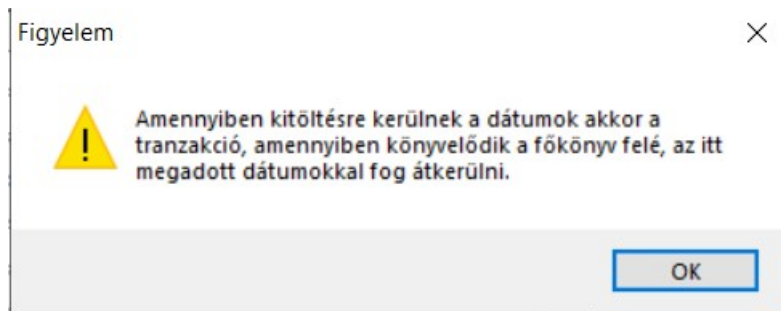 Figyelem
Amennyiben kitöltésre kerülnek a dátumok akkor a
tranzakció, amennyiben könyvelődik a főkönyv felé, az itt
megadott dátumokkal fog átkerülni.
OK